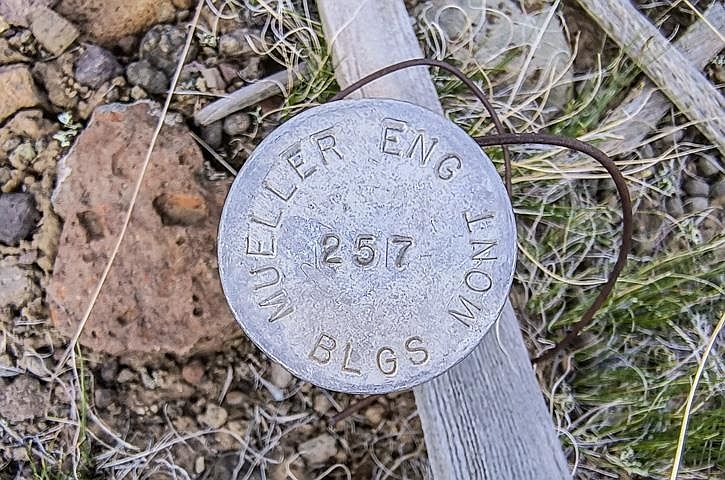 MUELLER ENG
257
BLGS MONT